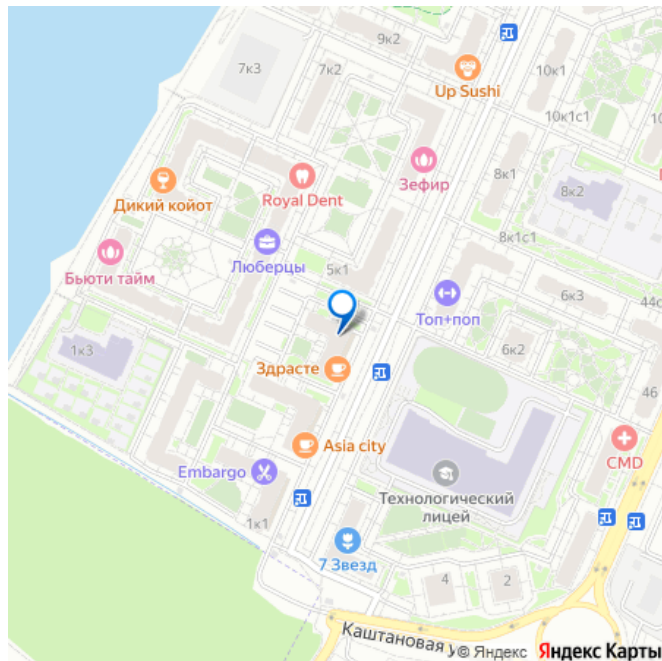 9к2
7к3
7к2
10к1
Up Sushi
10к1с1
8к1
8к2
Зефир
Royal Dent
Дикий койот
8к1с1
Люберцы
5к1
Бьюти тайм
6к3
44с
Топ+поп
1к3
6к2
Здрасте
46
Asia city
CMD
Embargo
Технологический
лицей
1к1
7 Звезд
4
2
Каштановая у
© Яндекс Яндекс Карты